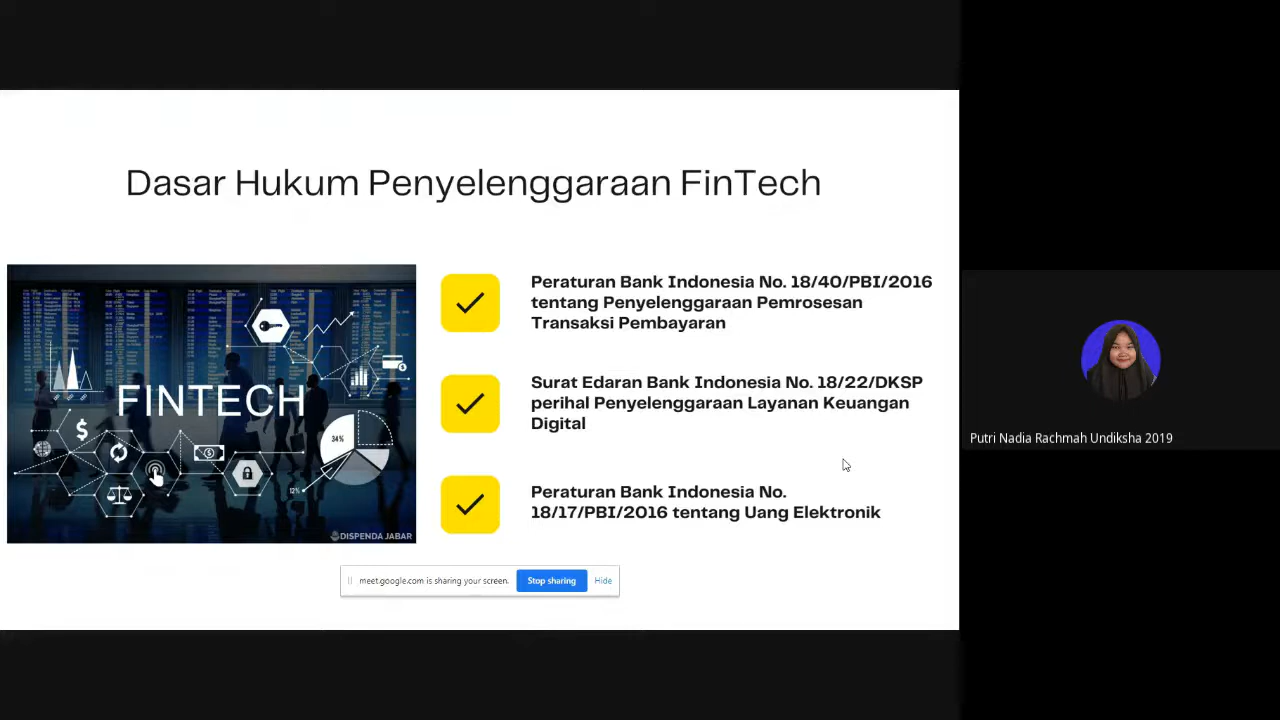 Dasar Hukum Penyelenggaraan FinTech
Peraturan Bank Indonesia No. 18/40/PBI/2016
tentang Penyelenggaraan Pemrosesan
Transaksi Pembayaran
Surat Edaran Bank Indonesia No. 18/22/DKSP
perihal Penyelenggaraan Layanan Keuangan
Digital
Peraturan Bank Indonesia No.
18/17/PBI/2016 tentang Uang Elektronik
FINTECH
34%
12%
DISPENDA JABAR
meet.google.com is sharing your screen.
Stop sharing
Hide
Putri Nadia Rachmah Undiksha 2019